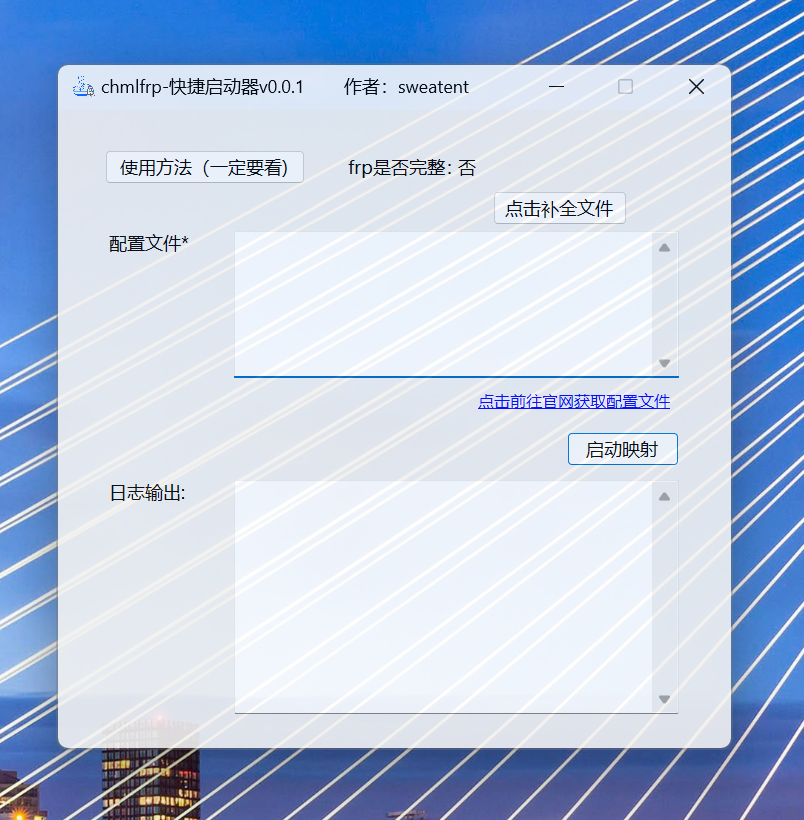 chmlfrp-快捷启动器v0.0.1 作者：sweatent
使用方法（一定要看） frp是否完整: 否
点击补全文件
配置文件*
点击前往官网获取配置文件
启动映射
日志输出: